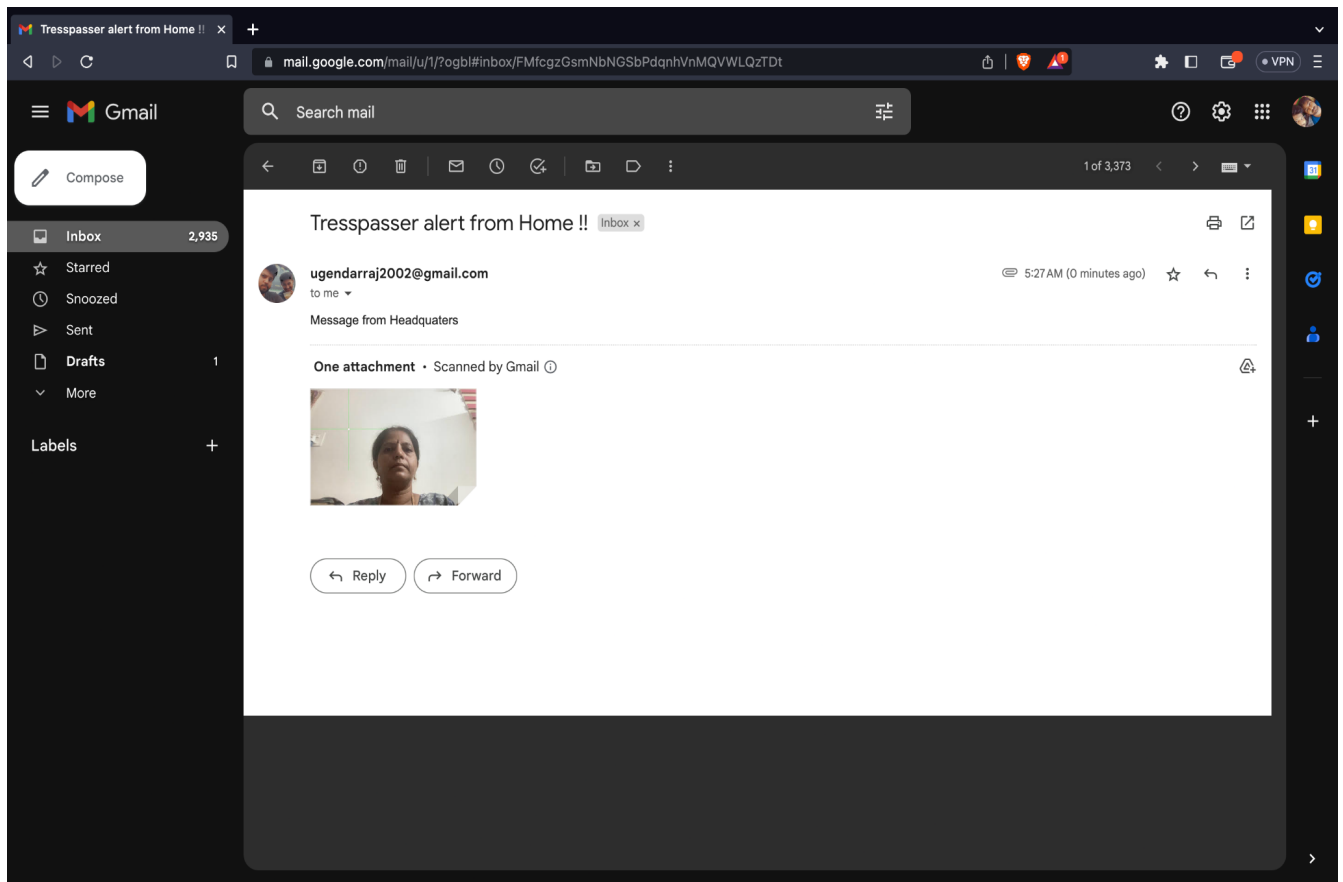 Tresspasser alert from Home !!
mail.google.com/mail/u/1/?ogbl#inbox/FMfcgzGsmNbNGSbPdqnhVnMQVWLQzTDt
1
VPN
Gmail
Search mail
Compose
1 of 3,373
31
Tresspasser alert from Home !! Inbox x
Inbox 2,935
Starred
Snoozed
Sent
Drafts 1
More
Labels
ugendarraj2002@gmail.com 5:27 AM (0 minutes ago)
to me
Message from Headquaters
One attachment • Scanned by Gmail
Reply Forward